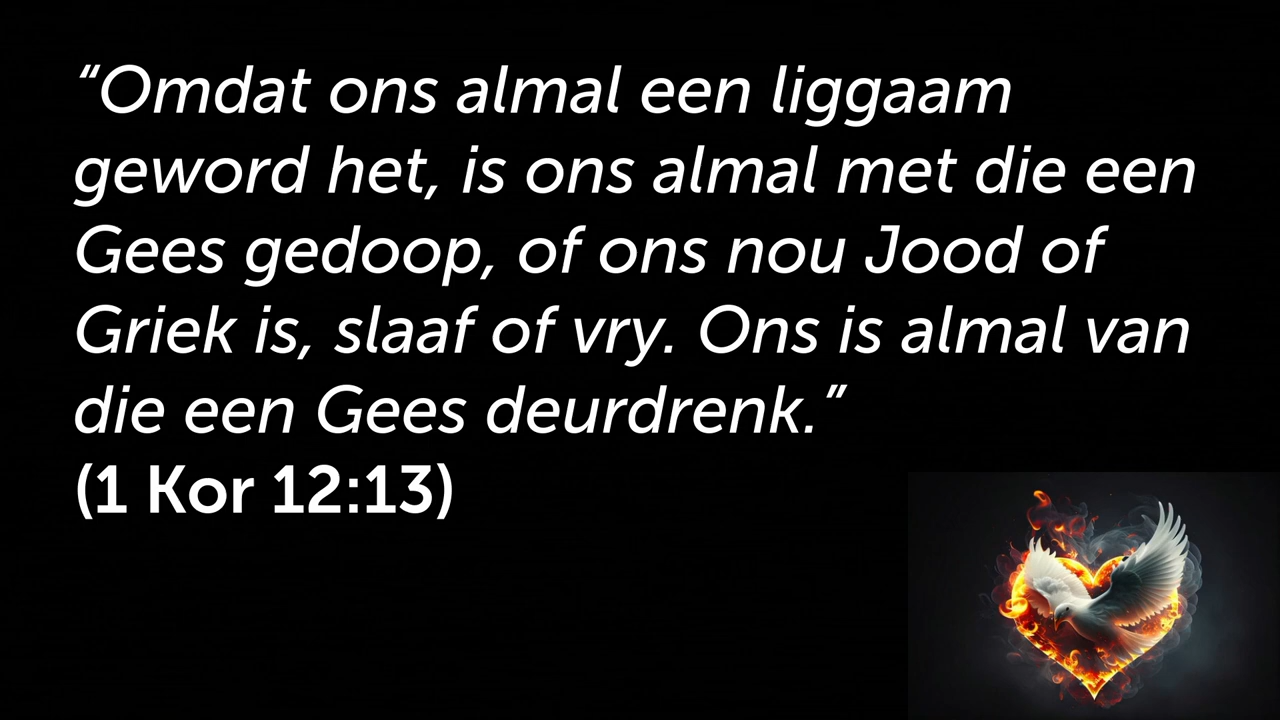 “Omdat ons almal een liggaam
geword het, is ons almal met die een
Gees gedoop, of ons nou Jood of
Griek is, slaaf of vry. Ons is almal van
die een Gees deurdrenk.”
(1 Kor 12:13)